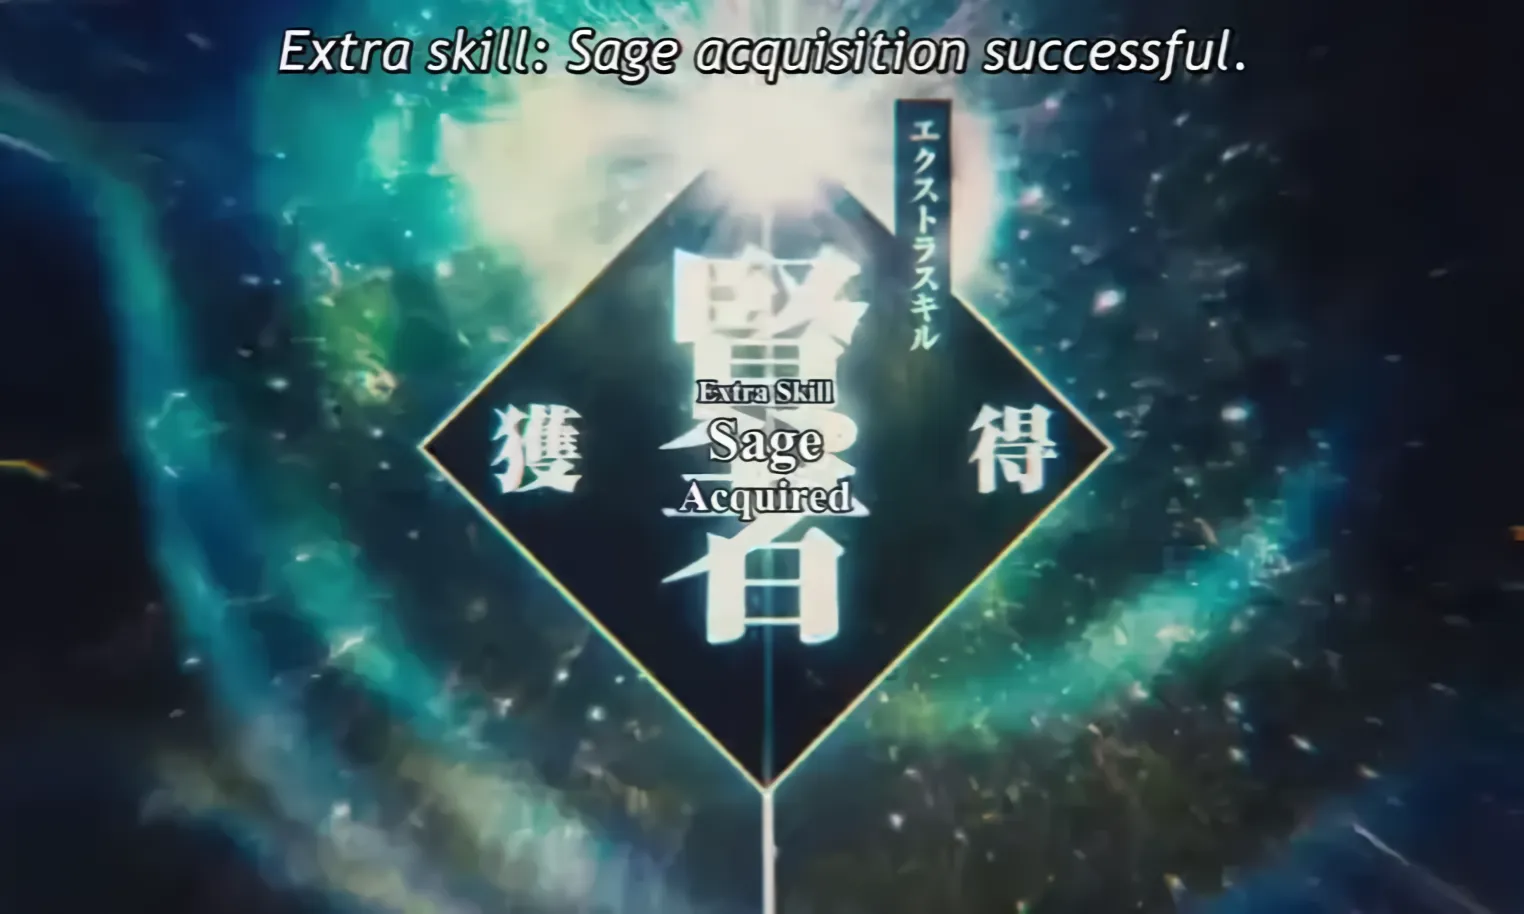 Extra skill: Sage acquisition successful.
エクストラスキル
賢者
獲得
Extra Skill
Sage
Acquired